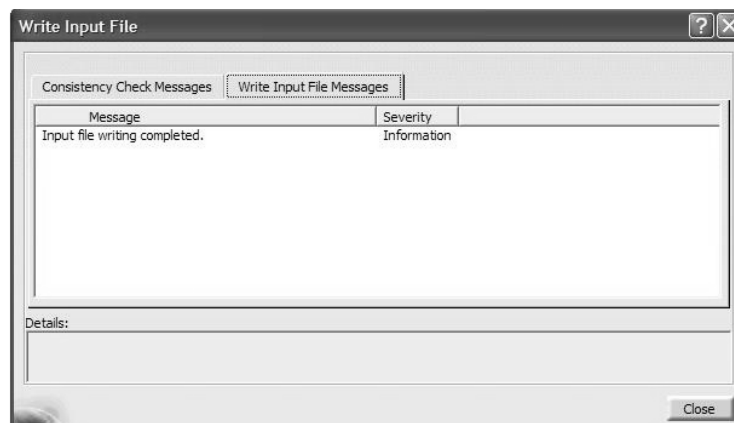 Write Input File
Consistency Check Messages Write Input File Messages
Message Severity
Input file writing completed. Information
Details:
Close